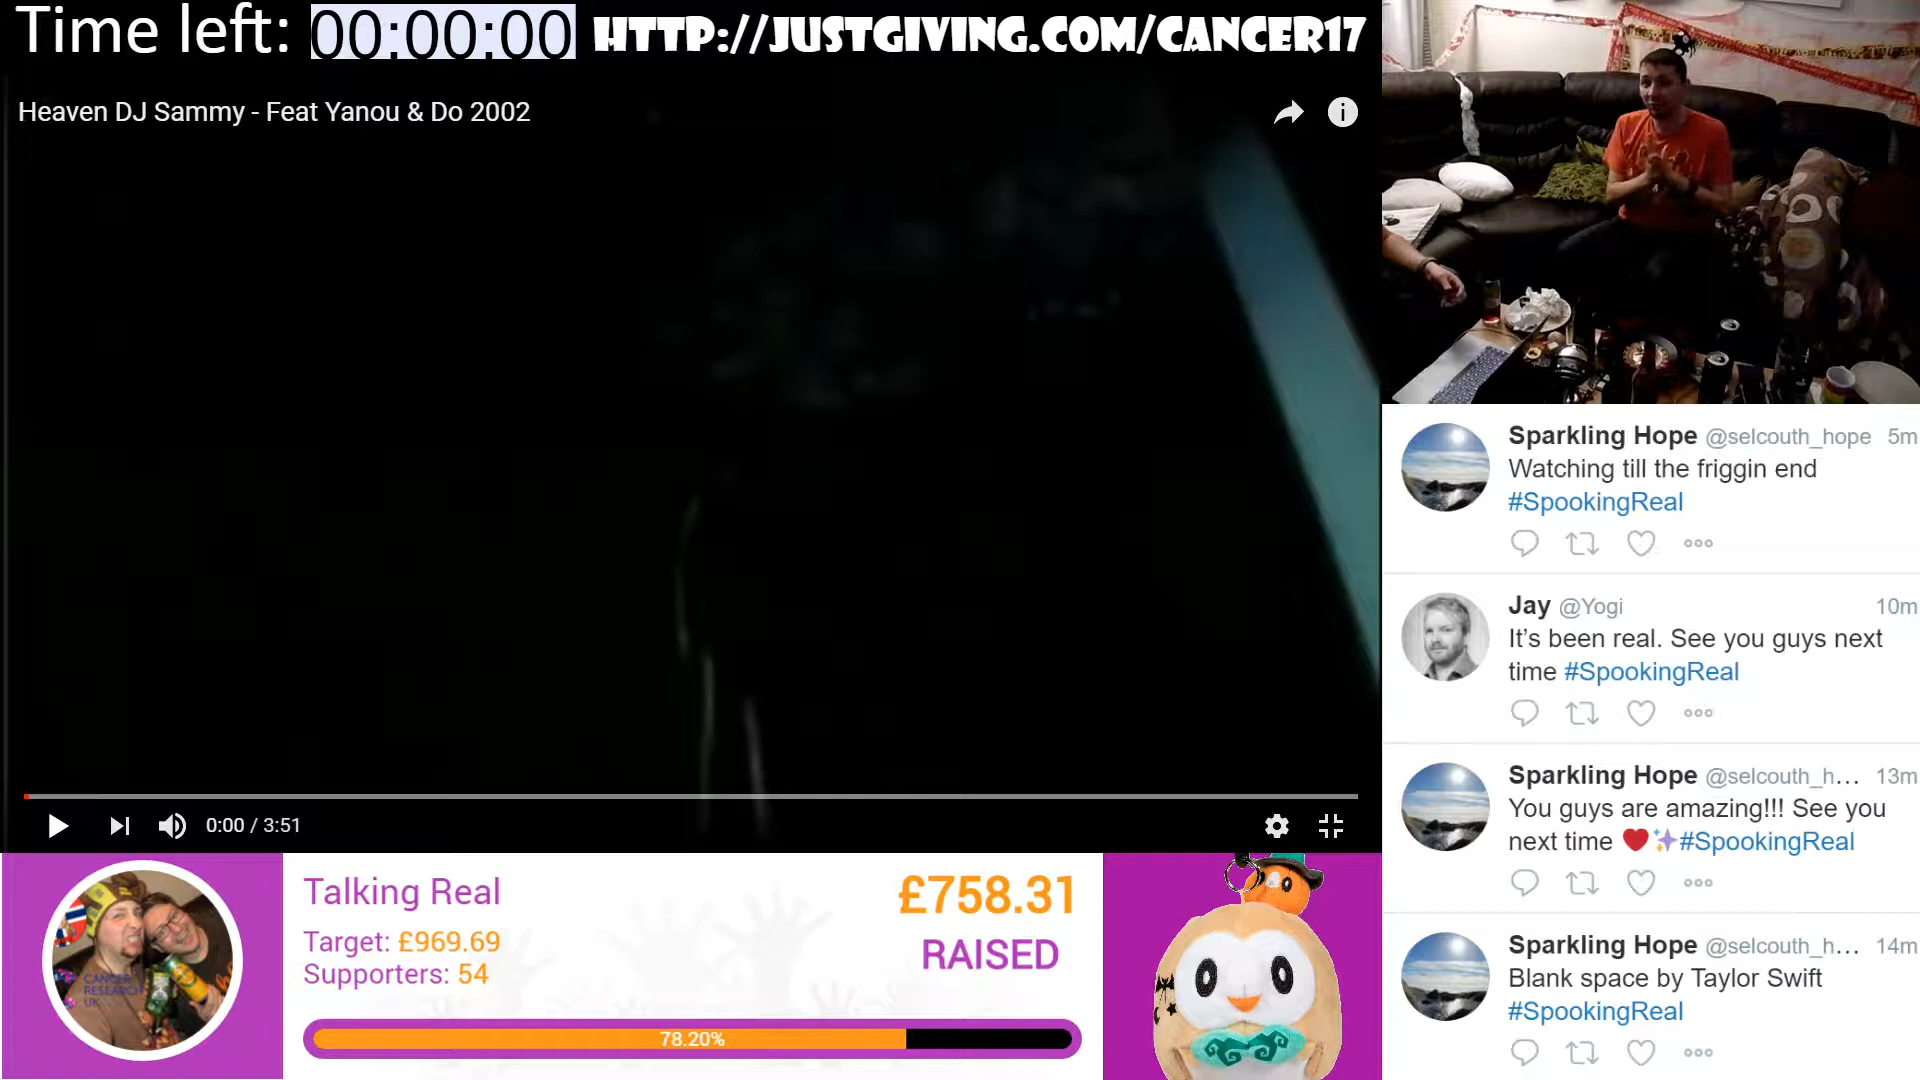 Time left: 00:00:00 HTTP://JUSTGIVING.COM/CANCER17
Heaven DJ Sammy - Feat Yanou & Do 2002
0:00 / 3:51
Talking Real
Target: £969.69
Supporters: 54
£758.31
RAISED
78.20%
CANCER
RESEARCH
UK
Sparkling Hope @selcouth_hope 5m
Watching till the friggin end
#SpookingReal
Jay @Yogi 10m
It’s been real. See you guys next
time #SpookingReal
Sparkling Hope @selcouth_h... 13m
You guys are amazing!!! See you
next time ❤️✨#SpookingReal
Sparkling Hope @selcouth_h... 14m
Blank space by Taylor Swift
#SpookingReal